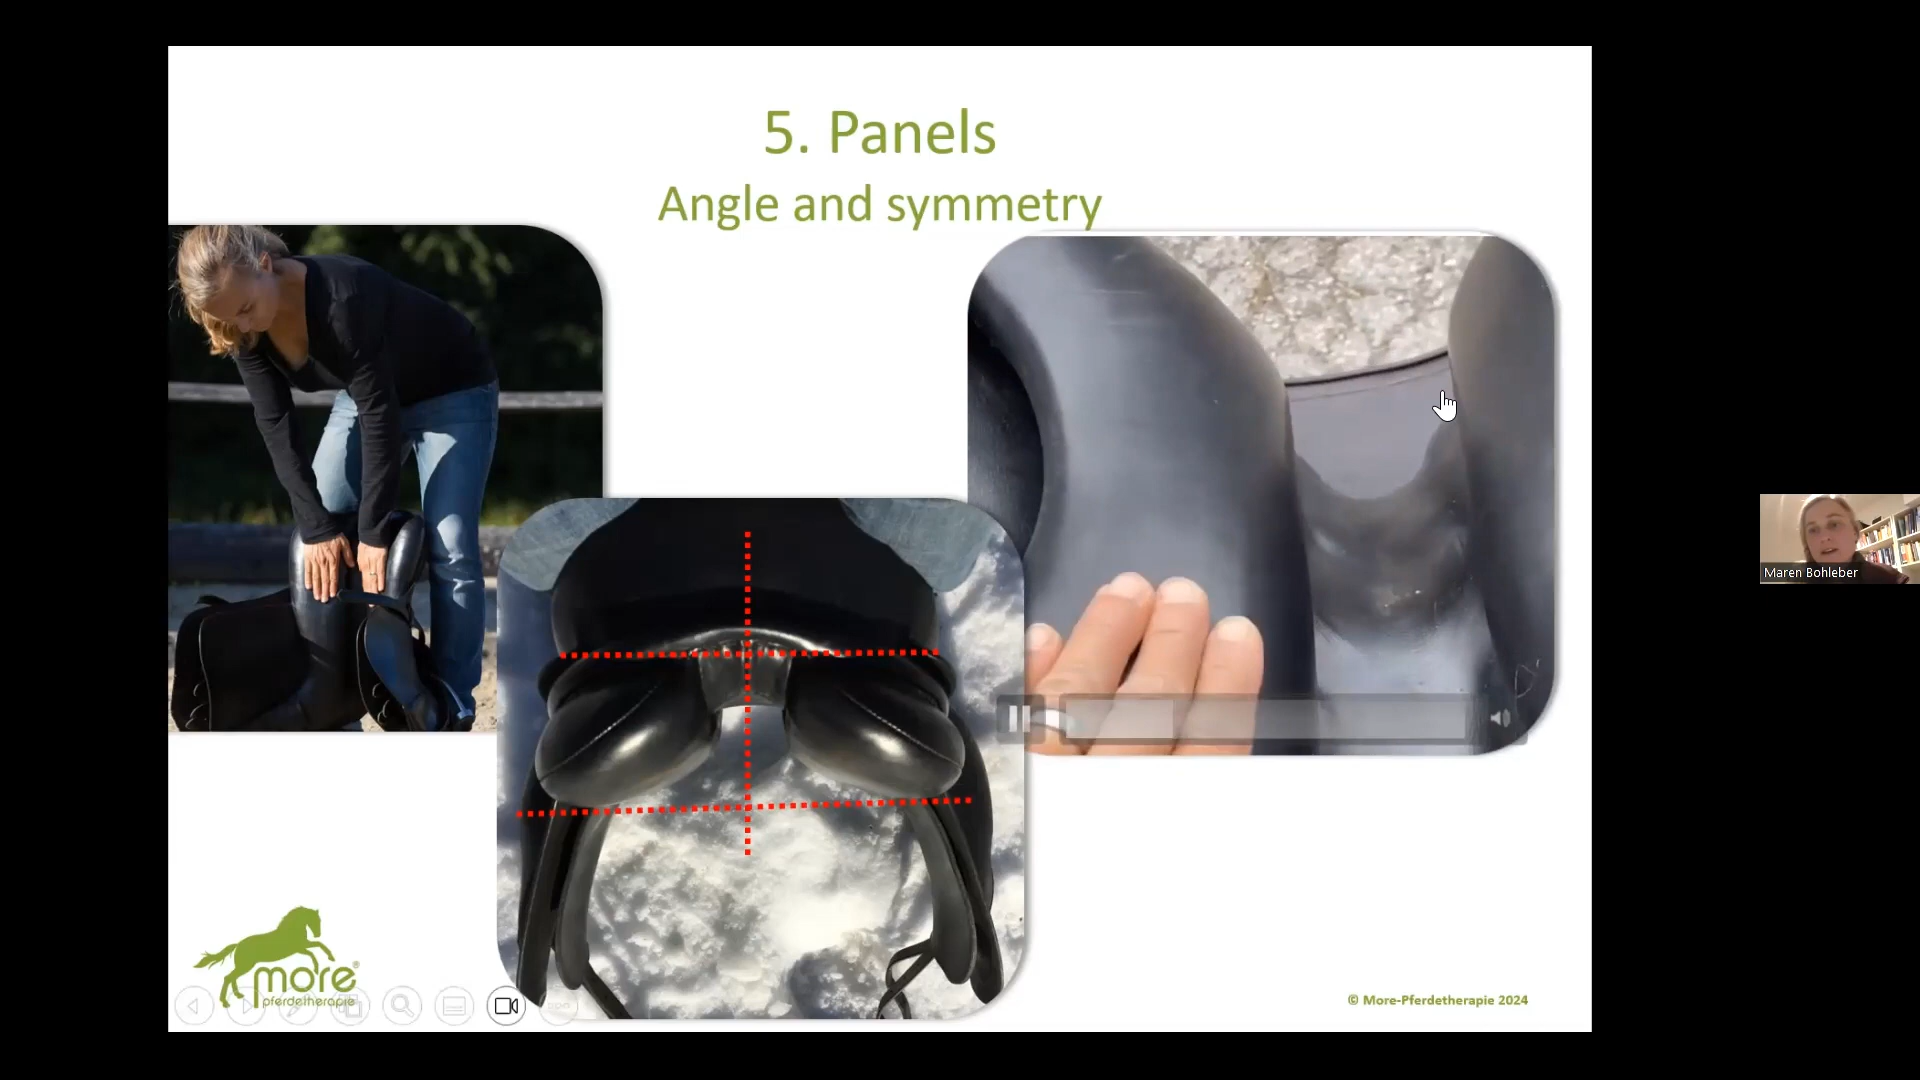 5. Panels
Angle and symmetry
Maren Bohleber
more®
pferdetherapie
© More-Pferdetherapie 2024